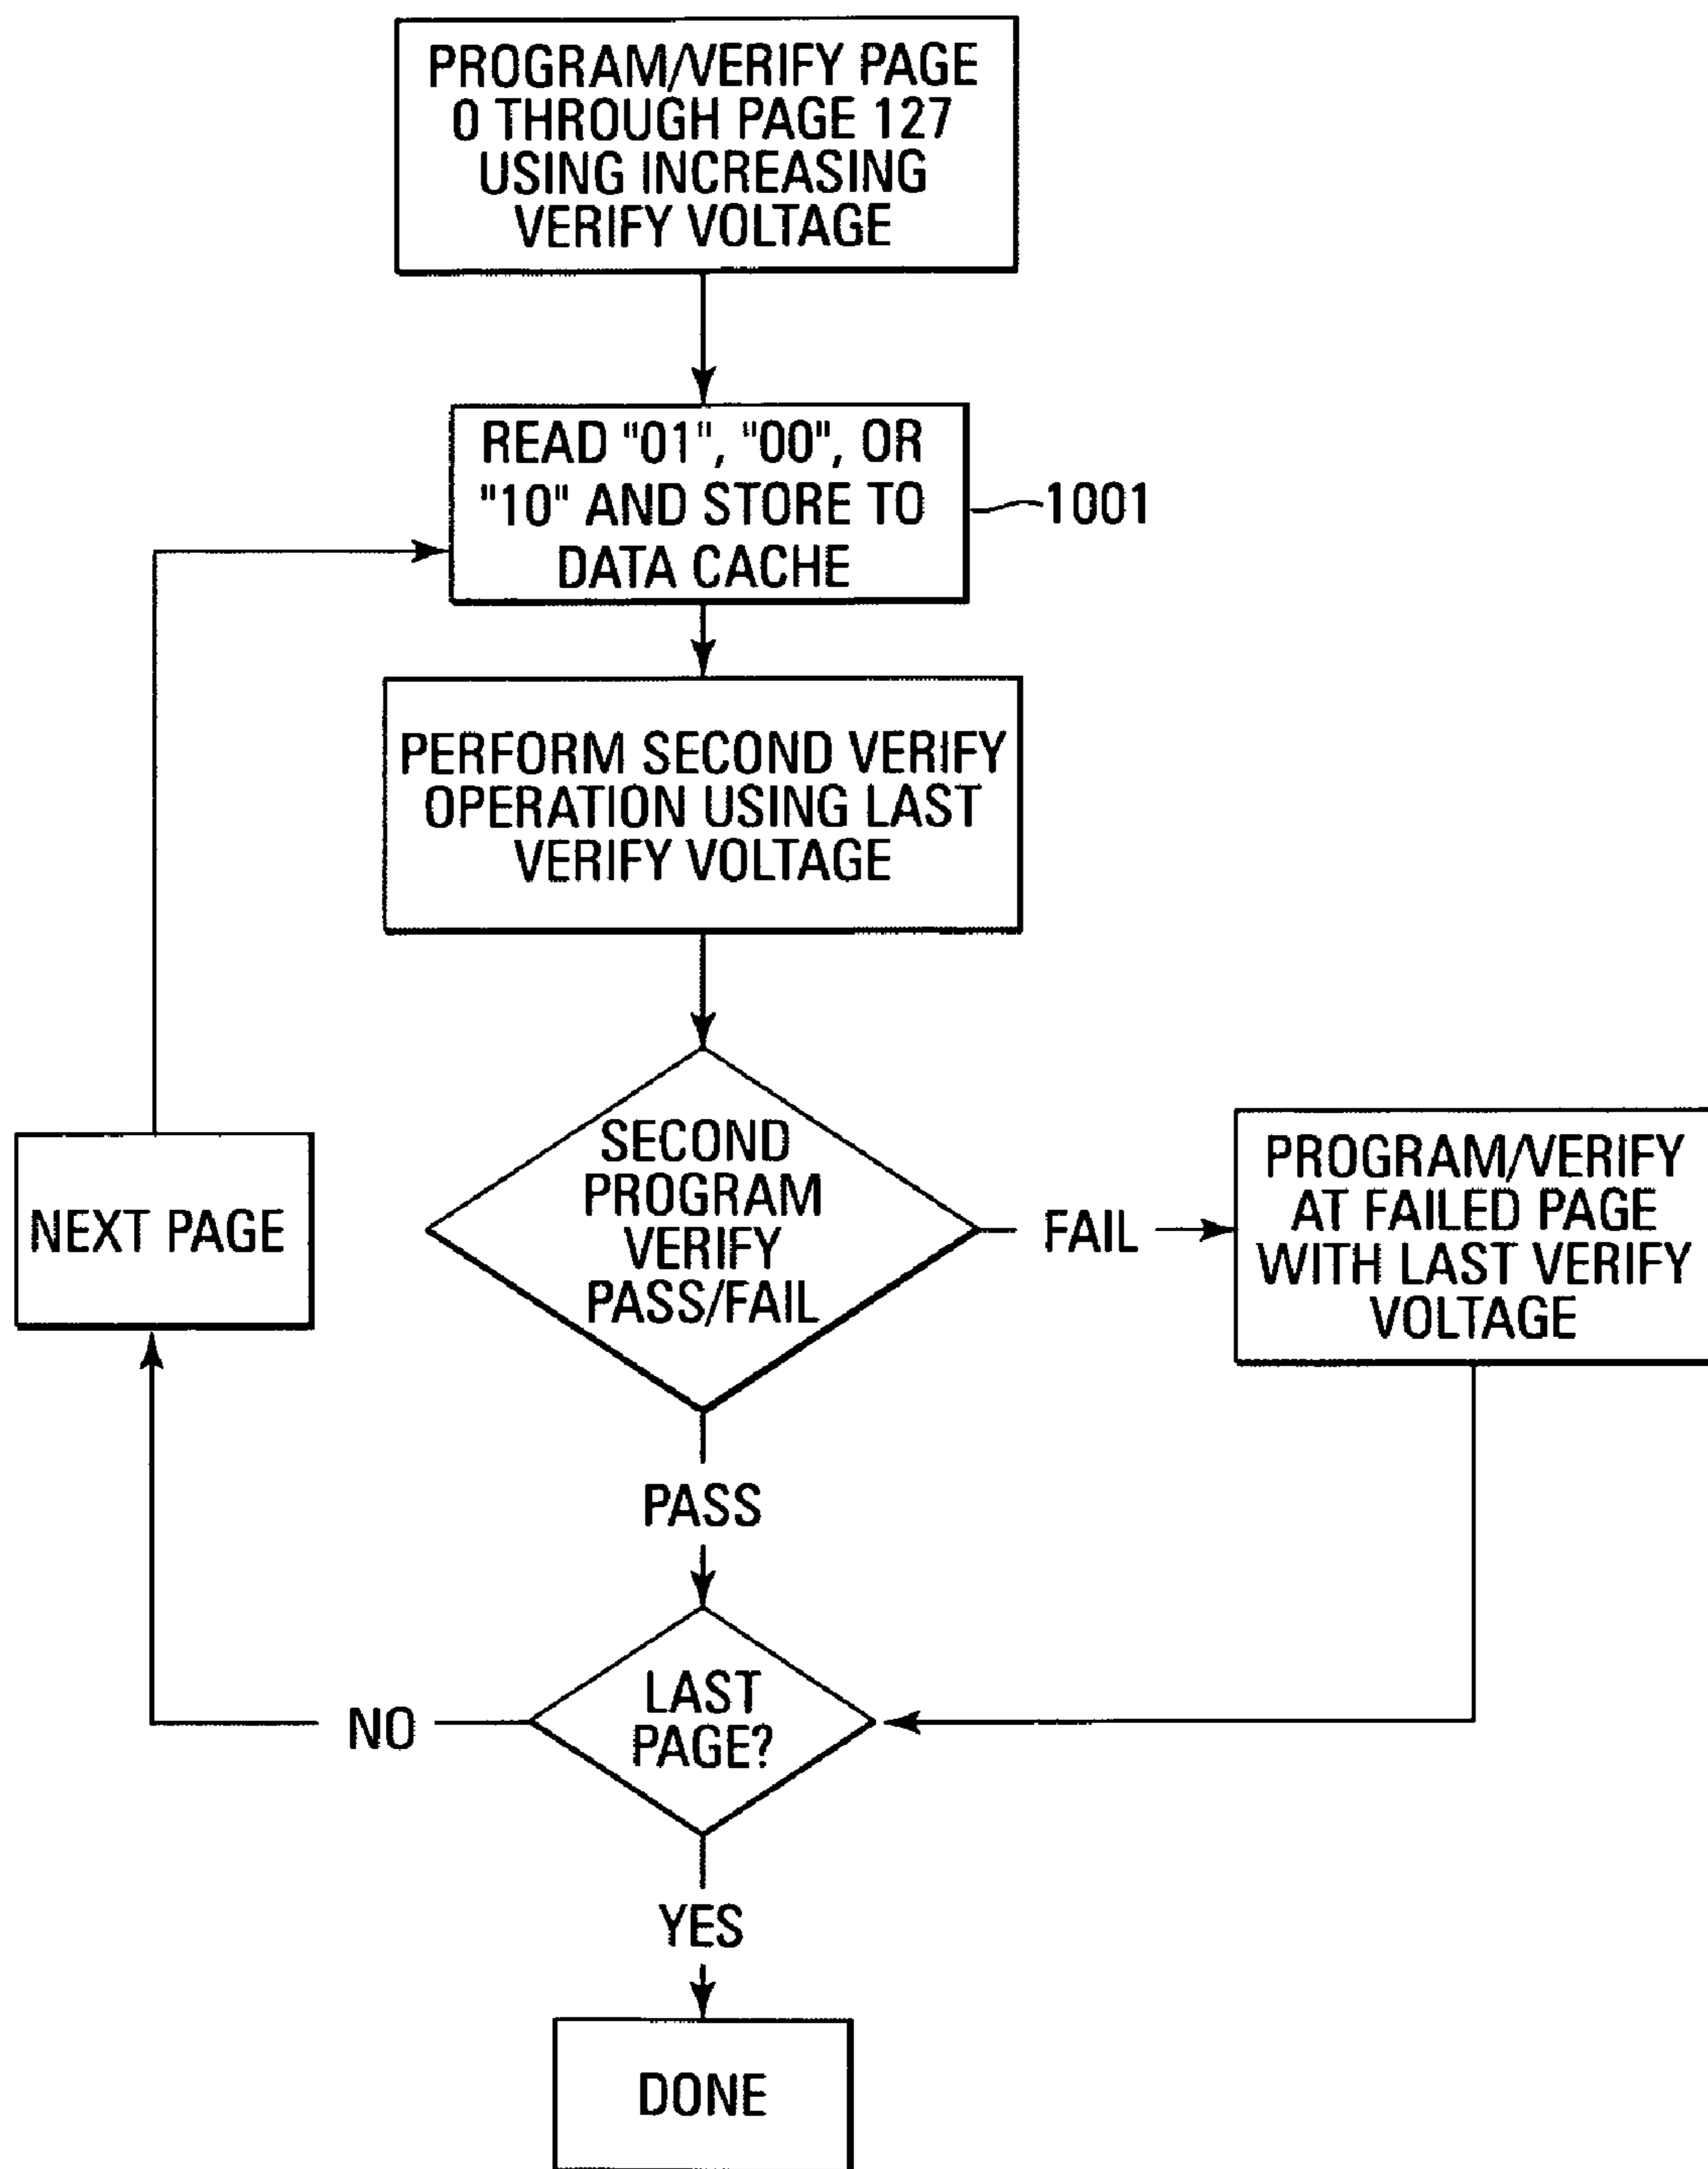 PROGRAM/VERIFY PAGE
0 THROUGH PAGE 127
USING INCREASING
VERIFY VOLTAGE
READ "01", "00", OR
"10" AND STORE TO
DATA CACHE
1001
PERFORM SECOND VERIFY
OPERATION USING LAST
VERIFY VOLTAGE
SECOND
PROGRAM
VERIFY
PASS/FAIL
FAIL
PROGRAM/VERIFY
AT FAILED PAGE
WITH LAST VERIFY
VOLTAGE
NEXT PAGE
PASS
LAST
PAGE?
NO
YES
DONE